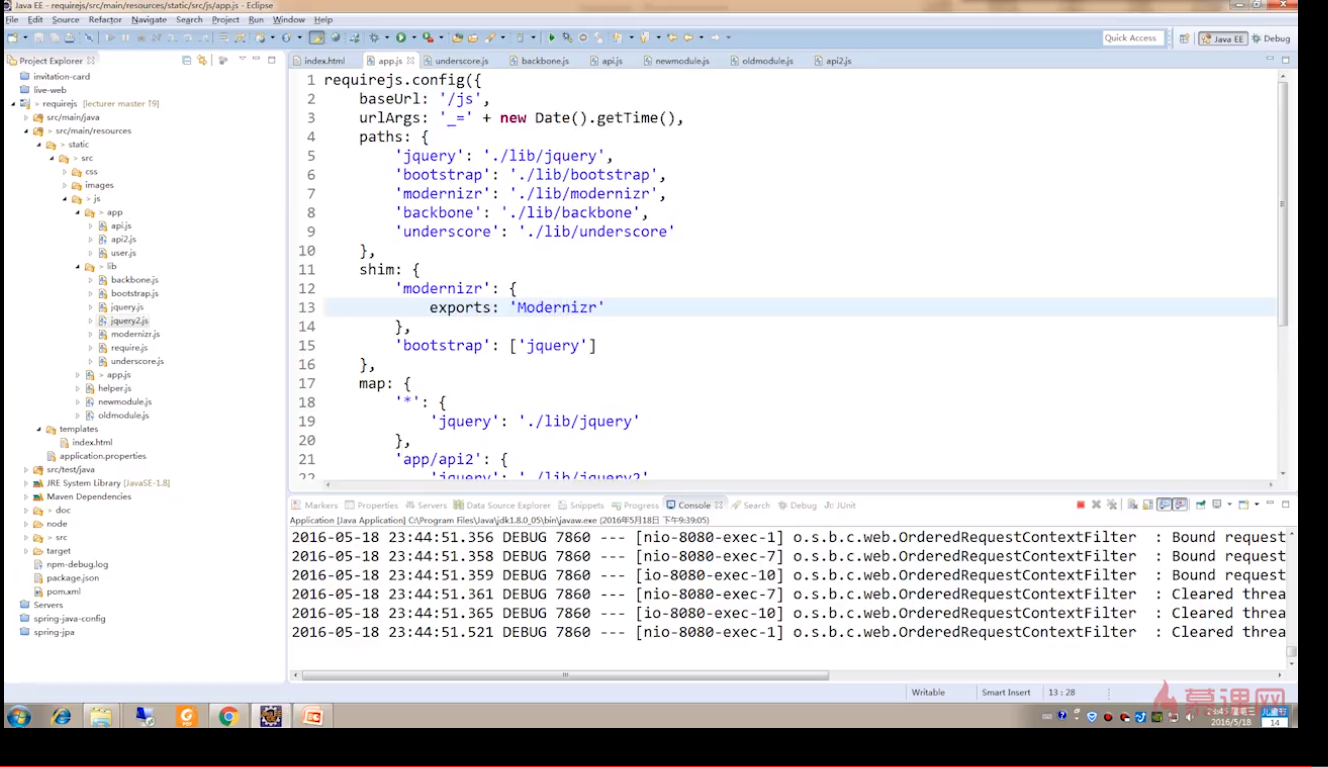 Java EE - requirejs/src/main/resources/static/src/js/app.js - Eclipse
File Edit Source Refactor Navigate Search Project Run Window Help
Quick Access
Java EE
Debug
Project Explorer
index.html
app.js
underscore.js
backbone.js
api.js
newmodule.js
oldmodule.js
api2.js
invitation-card
live-web
> requirejs [lecturer master ↑9]
src/main/java
> src/main/resources
> static
> src
css
images
> js
> app
api.js
api2.js
user.js
> lib
backbone.js
bootstrap.js
jquery.js
jquery2.js
modernizr.js
require.js
underscore.js
> app.js
helper.js
newmodule.js
oldmodule.js
templates
index.html
application.properties
src/test/java
JRE System Library [JavaSE-1.8]
Maven Dependencies
> doc
node
> src
target
npm-debug.log
package.json
pom.xml
Servers
spring-java-config
spring-jpa
1 requirejs.config({
2 baseUrl: '/js',
3 urlArgs: '_=' + new Date().getTime(),
4 paths: {
5 'jquery': './lib/jquery',
6 'bootstrap': './lib/bootstrap',
7 'modernizr': './lib/modernizr',
8 'backbone': './lib/backbone',
9 'underscore': './lib/underscore'
10 },
11 shim: {
12 'modernizr': {
13 exports: 'Modernizr'
14 },
15 'bootstrap': ['jquery']
16 },
17 map: {
18 '*': {
19 'jquery': './lib/jquery'
20 },
21 'app/api2': {
22 'jquery': './lib/jquery2'
Markers Properties Servers Data Source Explorer Snippets Progress Console Search Debug JUnit
Application [Java Application] C:\Program Files\Java\jdk1.8.0_05\bin\javaw.exe (2016年5月18日 下午9:39:05)
2016-05-18 23:44:51.356 DEBUG 7860 --- [nio-8080-exec-1] o.s.b.c.web.OrderedRequestContextFilter : Bound request
2016-05-18 23:44:51.358 DEBUG 7860 --- [nio-8080-exec-7] o.s.b.c.web.OrderedRequestContextFilter : Bound request
2016-05-18 23:44:51.359 DEBUG 7860 --- [io-8080-exec-10] o.s.b.c.web.OrderedRequestContextFilter : Bound request
2016-05-18 23:44:51.361 DEBUG 7860 --- [nio-8080-exec-7] o.s.b.c.web.OrderedRequestContextFilter : Cleared threa
2016-05-18 23:44:51.365 DEBUG 7860 --- [io-8080-exec-10] o.s.b.c.web.OrderedRequestContextFilter : Cleared threa
2016-05-18 23:44:51.521 DEBUG 7860 --- [nio-8080-exec-1] o.s.b.c.web.OrderedRequestContextFilter : Cleared threa
Writable
Smart Insert
13 : 28
慕课网
2016/5/18
儿童节
14